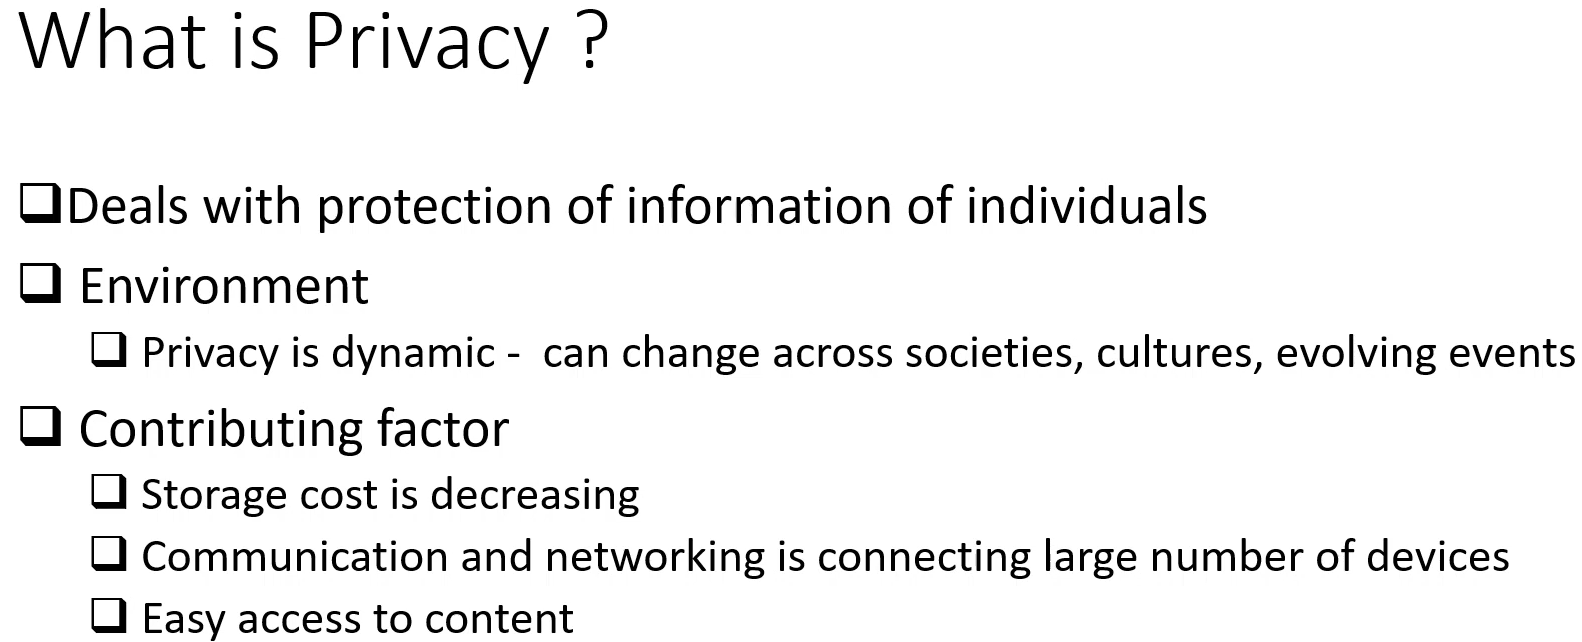 What is Privacy ?
Deals with protection of information of individuals
Environment
Privacy is dynamic - can change across societies, cultures, evolving events
Contributing factor
Storage cost is decreasing
Communication and networking is connecting large number of devices
Easy access to content